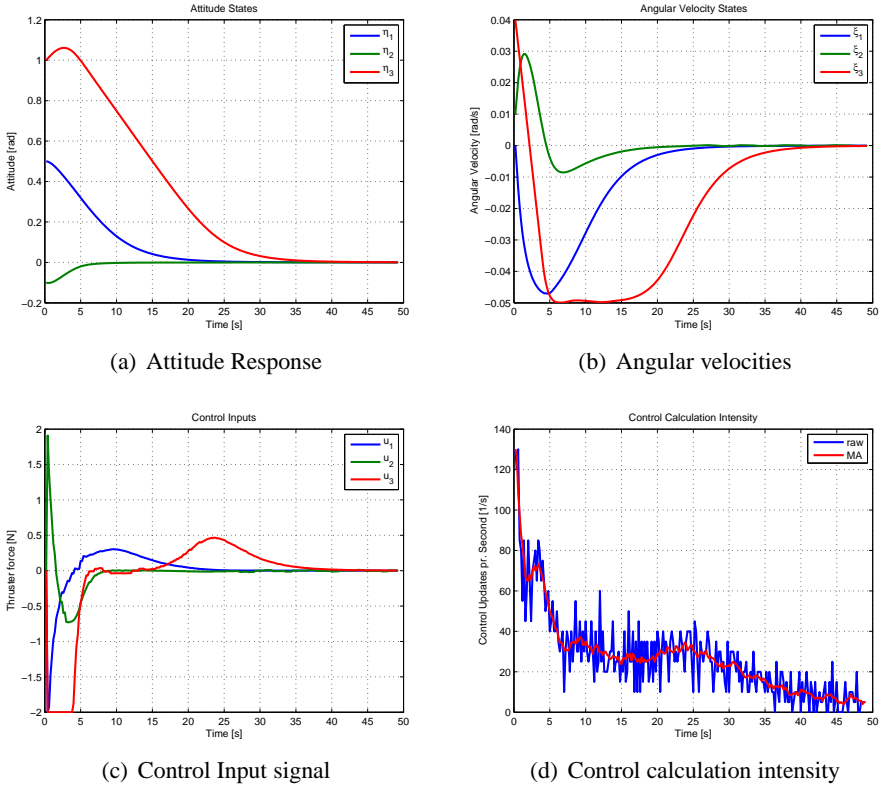 Attitude States
Attitude [rad]
1.2
1
0.8
0.6
0.4
0.2
0
−0.2
η1
η2
η3
0 5 10 15 20 25 30 35 40 45 50
Time [s]
(a) Attitude Response
Angular Velocity States
Angular Velocity [rad/s]
0.04
0.03
0.02
0.01
0
−0.01
−0.02
−0.03
−0.04
−0.05
ξ1
ξ2
ξ3
0 5 10 15 20 25 30 35 40 45 50
Time [s]
(b) Angular velocities
Control Inputs
Thruster force [N]
2
1.5
1
0.5
0
−0.5
−1
−1.5
−2
u1
u2
u3
0 5 10 15 20 25 30 35 40 45 50
Time [s]
(c) Control Input signal
Control Calculation Intensity
Control Updates pr. Second [1/s]
140
120
100
80
60
40
20
0
raw
MA
0 5 10 15 20 25 30 35 40 45 50
Time [s]
(d) Control calculation intensity